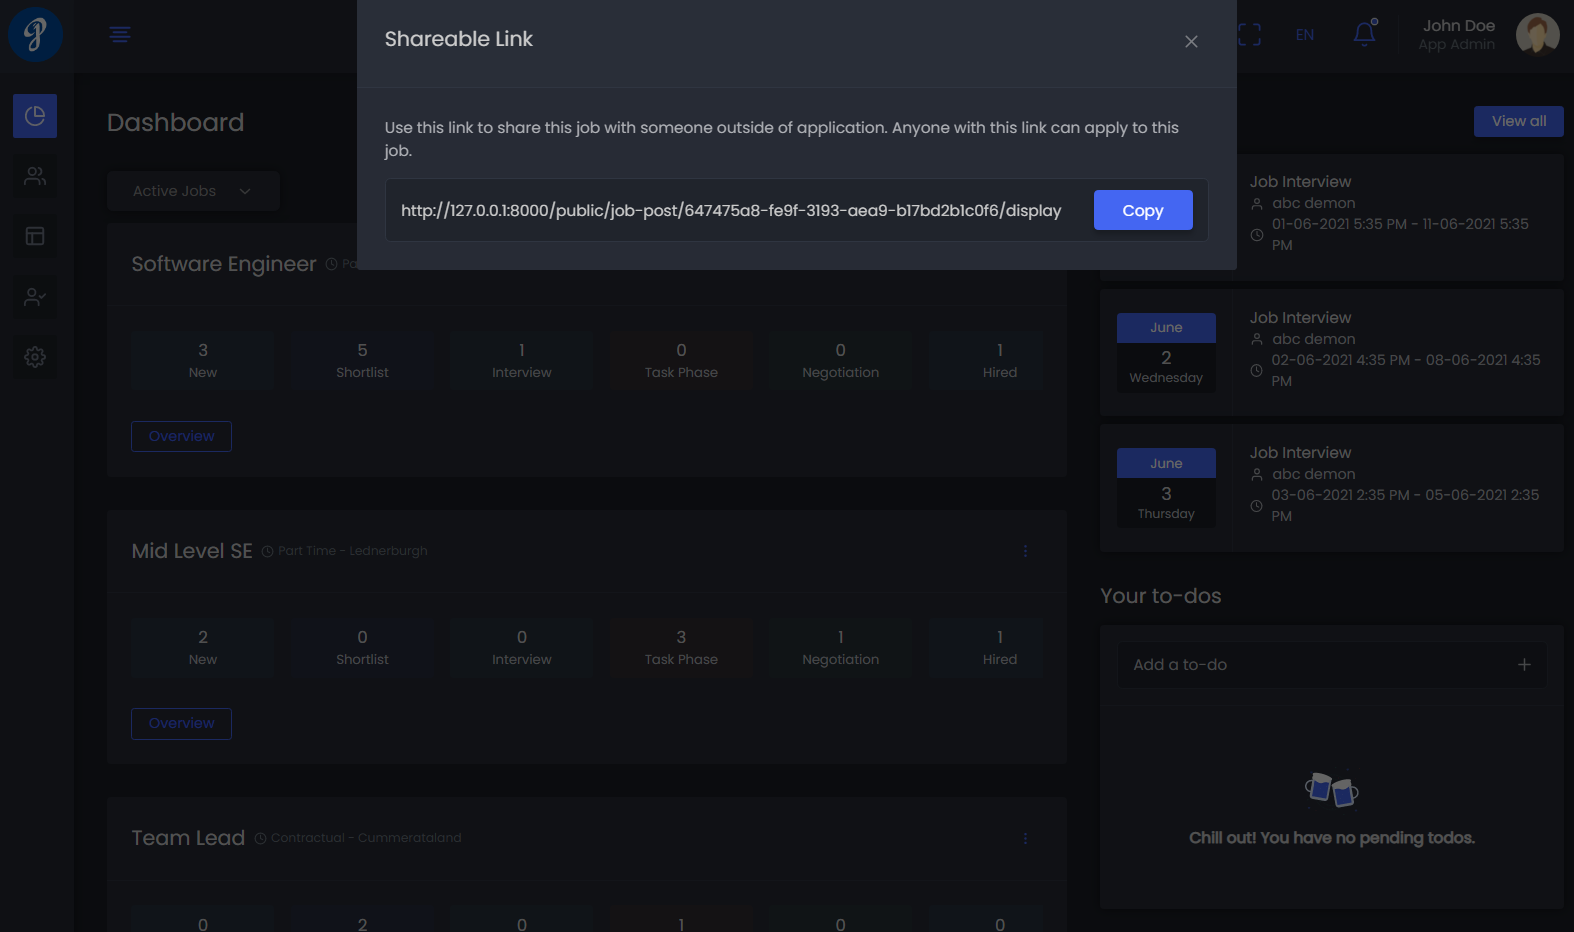 Shareable Link
Use this link to share this job with someone outside of application. Anyone with this link can apply to this
job.
http://127.0.0.1:8000/public/job-post/647475a8-fe9f-3193-aea9-b17bd2b1c0f6/display
Copy
EN
John Doe
App Admin
Dashboard
Active Jobs
Software Engineer
3
New
5
Shortlist
1
Interview
0
Task Phase
0
Negotiation
1
Hired
Overview
Mid Level SE
Part Time - Lednerburgh
2
New
0
Shortlist
0
Interview
3
Task Phase
1
Negotiation
1
Hired
Overview
Team Lead
Contractual - Cummerataland
0
2
0
1
0
0
View all
Job Interview
abc demon
01-06-2021 5:35 PM - 11-06-2021 5:35
PM
June
2
Wednesday
Job Interview
abc demon
02-06-2021 4:35 PM - 08-06-2021 4:35
PM
June
3
Thursday
Job Interview
abc demon
03-06-2021 2:35 PM - 05-06-2021 2:35
PM
Your to-dos
Add a to-do
Chill out! You have no pending todos.